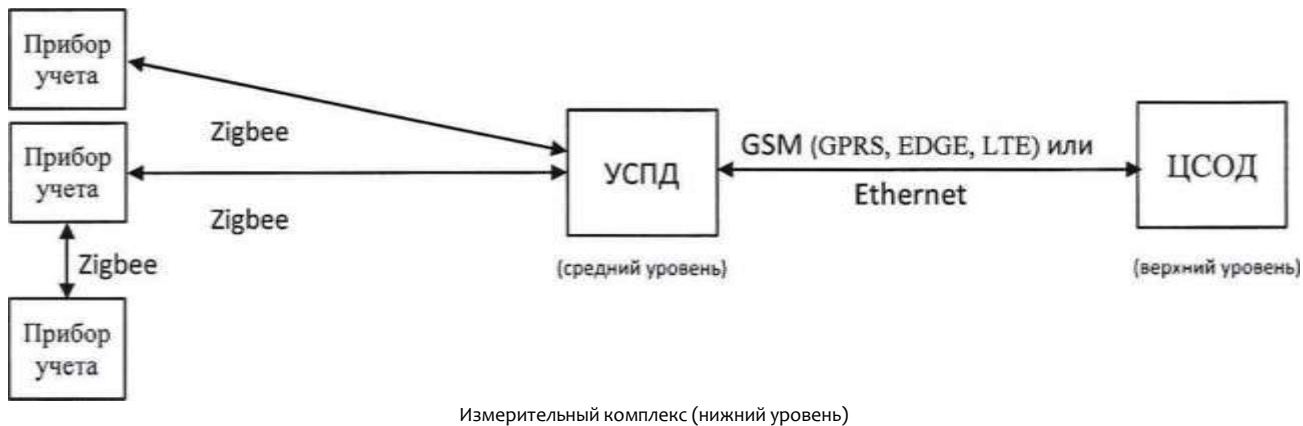 Прибор
учета
Zigbee
Прибор
учета
Zigbee
Zigbee
Прибор
учета
УСПД
(средний уровень)
GSM (GPRS, EDGE, LTE) или
Ethernet
ЦСОД
(верхний уровень)
Измерительный комплекс (нижний уровень)